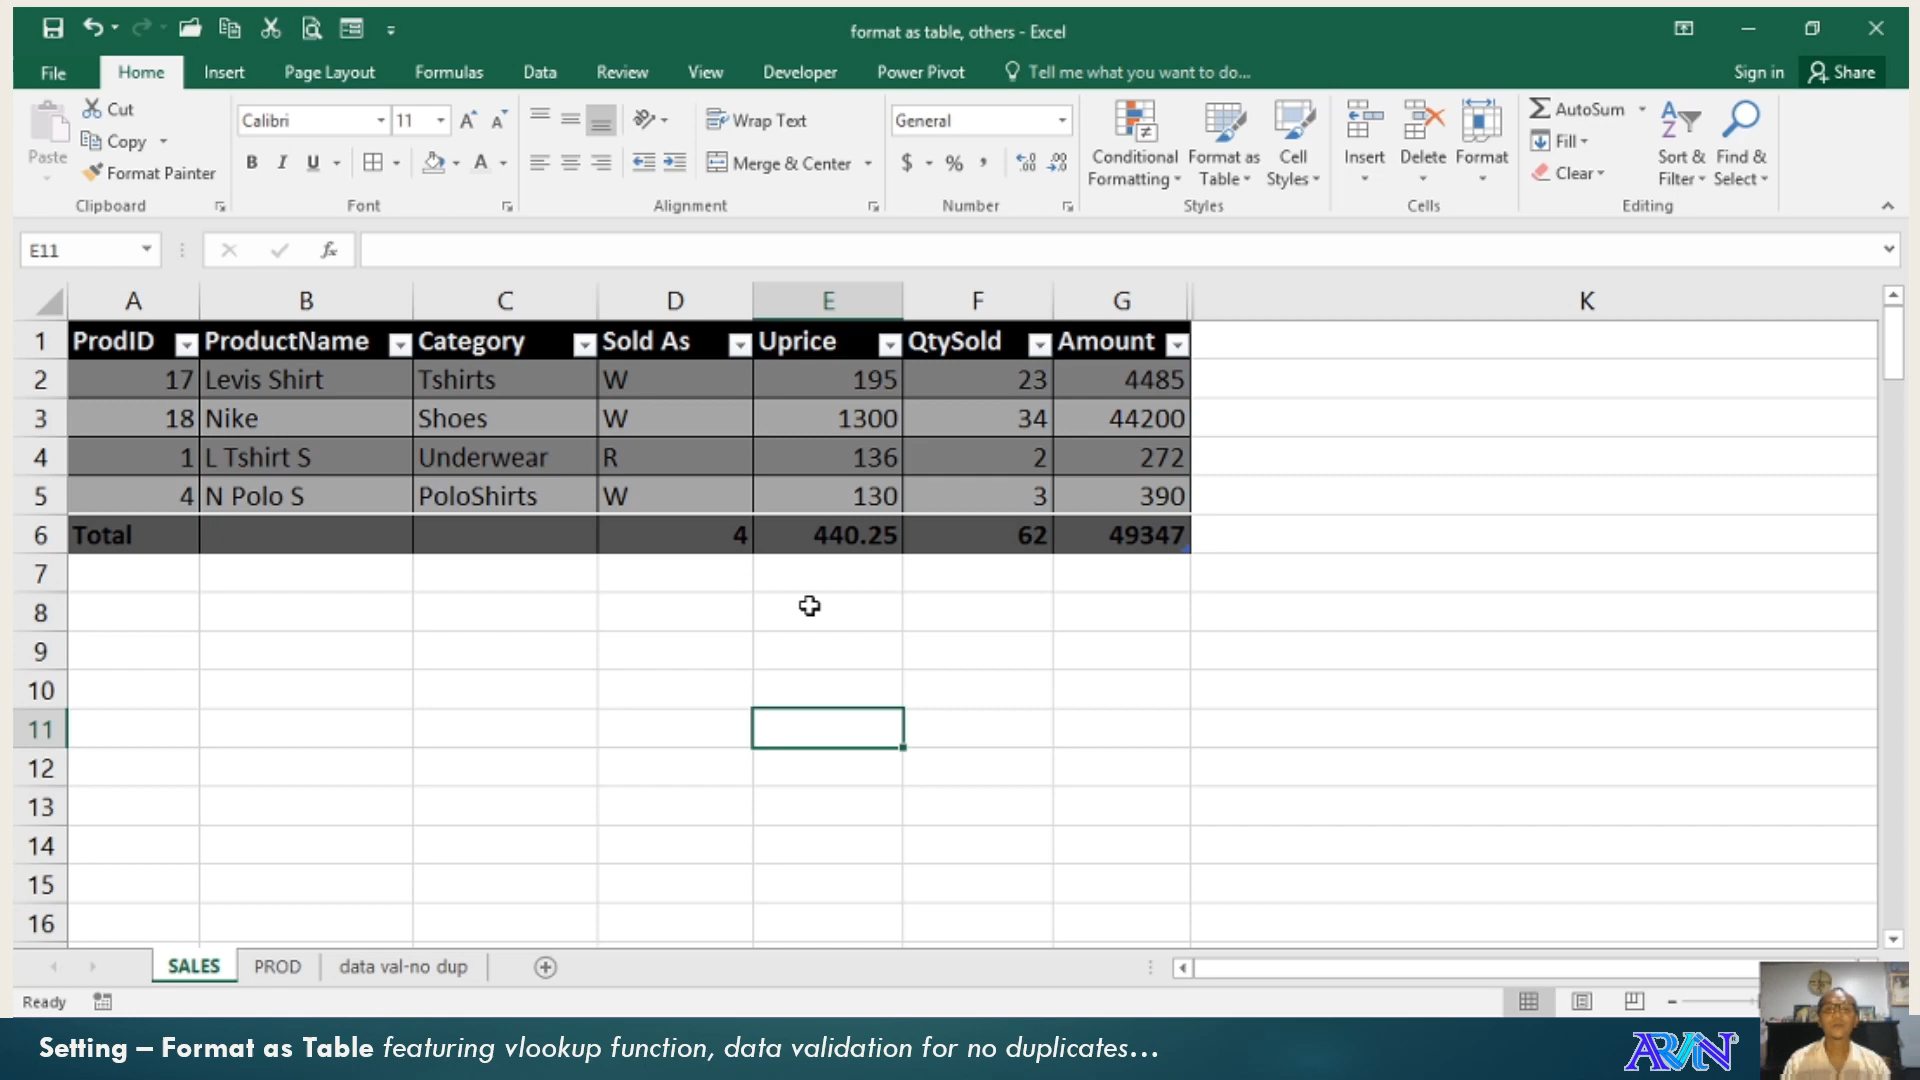 format as table, others - Excel
File Home Insert Page Layout Formulas Data Review View Developer Power Pivot Tell me what you want to do... Sign in Share
Paste
Cut
Copy
Format Painter
Clipboard
Calibri 11
B I U A
Font
Wrap Text
Merge & Center
Alignment
General
$ % ,
Number
Conditional Formatting
Format as Table
Cell Styles
Styles
Insert Delete Format
Cells
AutoSum
Fill
Clear
Sort & Filter
Find & Select
Editing
E11 fx
A B C D E F G K
1 ProdID ProductName Category Sold As Uprice QtySold Amount
2 17 Levis Shirt Tshirts W 195 23 4485
3 18 Nike Shoes W 1300 34 44200
4 1 L Tshirt S Underwear R 136 2 272
5 4 N Polo S PoloShirts W 130 3 390
6 Total 4 440.25 62 49347
7
8
9
10
11
12
13
14
15
16
SALES PROD data val-no dup
Ready
Setting – Format as Table featuring vlookup function, data validation for no duplicates...
ARVIN